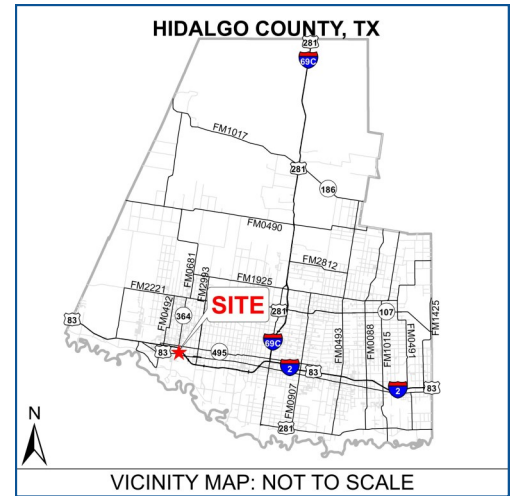 HIDALGO COUNTY, TX
281
69C
FM1017
281
186
FM0490
FM2812
FM0681
FM2993
FM1925
FM2221
FM0492
364
SITE
281
107
FM1425
83
69C
FM0493
FM0088
FM1015
FM0491
83
495
2
83
2
83
FM0907
281
N
VICINITY MAP: NOT TO SCALE